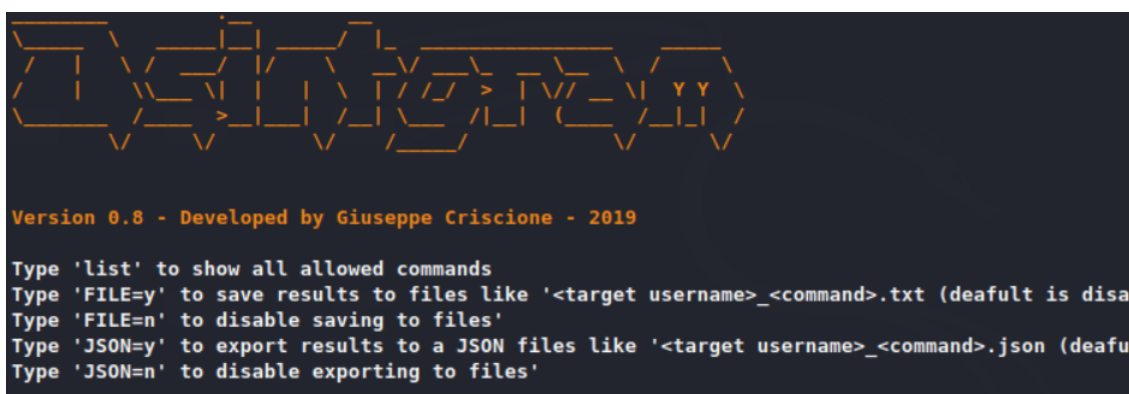 Osintgram
Version 0.8 - Developed by Giuseppe Criscione - 2019
Type 'list' to show all allowed commands
Type 'FILE=y' to save results to files like '<target username>_<command>.txt (deafult is disa
Type 'FILE=n' to disable saving to files'
Type 'JSON=y' to export results to a JSON files like '<target username>_<command>.json (deafu
Type 'JSON=n' to disable exporting to files'